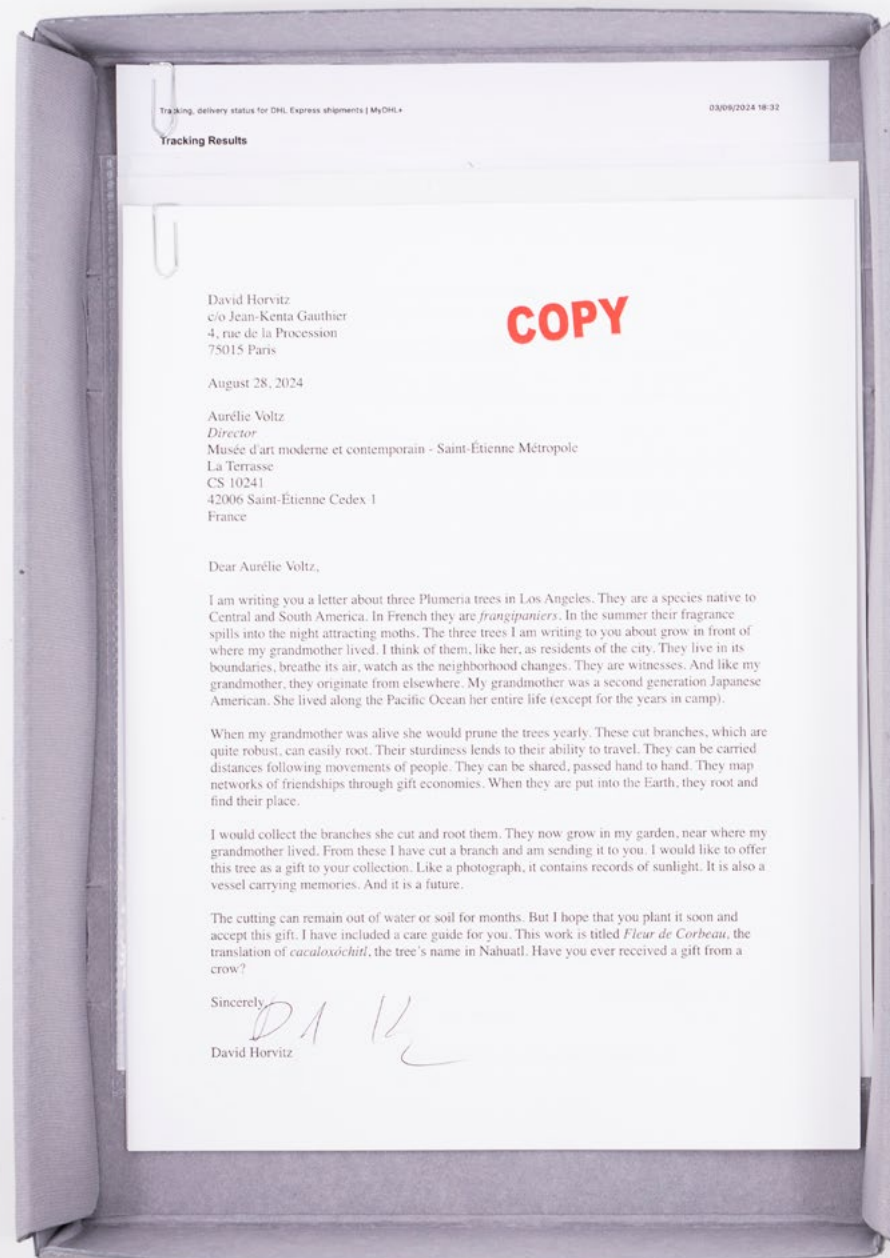 Tracking, delivery status for DHL Express shipments | MyDHL+
03/09/2024 18:32
Tracking Results
David Horvitz
c/o Jean-Kenta Gauthier
4, rue de la Procession
75015 Paris
COPY
August 28, 2024
Aurélie Voltz
Director
Musée d'art moderne et contemporain - Saint-Étienne Métropole
La Terrasse
CS 10241
42006 Saint-Étienne Cedex 1
France
Dear Aurélie Voltz,
I am writing you a letter about three Plumeria trees in Los Angeles. They are a species native to
Central and South America. In French they are frangipaniers. In the summer their fragrance
spills into the night attracting moths. The three trees I am writing to you about grow in front of
where my grandmother lived. I think of them, like her, as residents of the city. They live in its
boundaries, breathe its air, watch as the neighborhood changes. They are witnesses. And like my
grandmother, they originate from elsewhere. My grandmother was a second generation Japanese
American. She lived along the Pacific Ocean her entire life (except for the years in camp).
When my grandmother was alive she would prune the trees yearly. These cut branches, which are
quite robust, can easily root. Their sturdiness lends to their ability to travel. They can be carried
distances following movements of people. They can be shared, passed hand to hand. They map
networks of friendships through gift economies. When they are put into the Earth, they root and
find their place.
I would collect the branches she cut and root them. They now grow in my garden, near where my
grandmother lived. From these I have cut a branch and am sending it to you. I would like to offer
this tree as a gift to your collection. Like a photograph, it contains records of sunlight. It is also a
vessel carrying memories. And it is a future.
The cutting can remain out of water or soil for months. But I hope that you plant it soon and
accept this gift. I have included a care guide for you. This work is titled Fleur de Corbeau, the
translation of cacaloxóchitl, the tree's name in Nahuatl. Have you ever received a gift from a
crow?
Sincerely,
David Horvitz